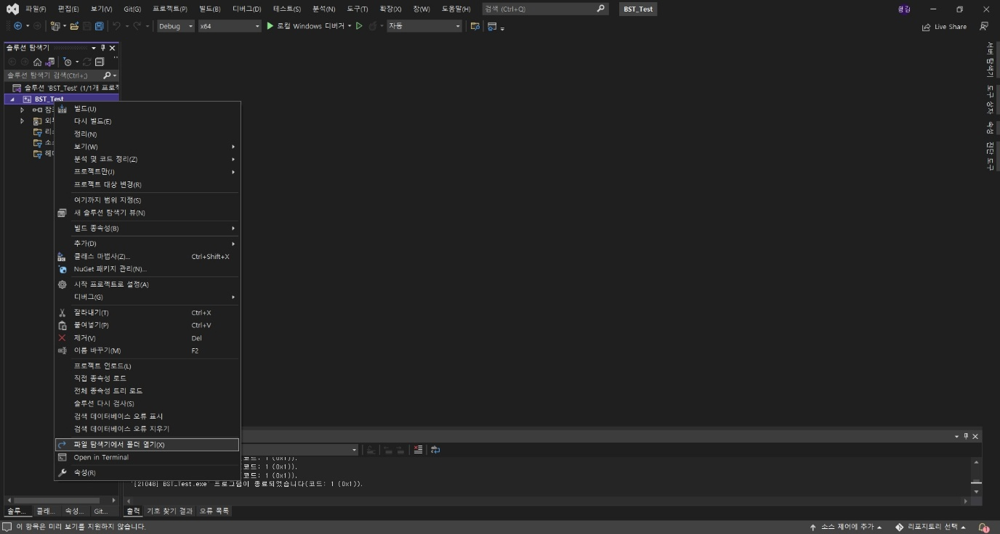 파일(F) 편집(E) 보기(V) Git(G) 프로젝트(P) 빌드(B) 디버그(D) 테스트(S) 분석(N) 도구(T) 확장(X) 창(W) 도움말(H) 검색 (Ctrl+Q) BST_Test
Debug x64 로컬 Windows 디버거 자동 Live Share
솔루션 탐색기
솔루션 탐색기 검색(Ctrl+;)
솔루션 'BST_Test' (1/1개 프로젝
BST_Test
빌드(U)
다시 빌드(E)
정리(N)
보기(W)
분석 및 코드 정리(Z)
프로젝트만(J)
프로젝트 대상 변경(R)
여기까지 범위 지정(S)
새 솔루션 탐색기 뷰(N)
빌드 종속성(B)
추가(D)
클래스 마법사(Z)... Ctrl+Shift+X
NuGet 패키지 관리(N)...
시작 프로젝트로 설정(A)
디버그(G)
잘라내기(T) Ctrl+X
붙여넣기(P) Ctrl+V
제거(V) Del
이름 바꾸기(M) F2
프로젝트 언로드(L)
직접 종속성 로드
전체 종속성 트리 로드
솔루션 다시 검사(S)
검색 데이터베이스 오류 표시
검색 데이터베이스 오류 지우기
파일 탐색기에서 폴더 열기(X)
Open in Terminal
속성(R)
서버 탐색기
도구 상자
속성
진단 도구
코드: 1 (0x1)).
코드: 1 (0x1)).
코드: 1 (0x1)).
'[21048] BST_Test.exe' 프로그램이 종료되었습니다(코드: 1 (0x1)).
솔루... 클래... 속성... Git... 출력 기호 찾기 결과 오류 목록
이 항목은 미리 보기를 지원하지 않습니다. 소스 제어에 추가 리포지토리 선택 1